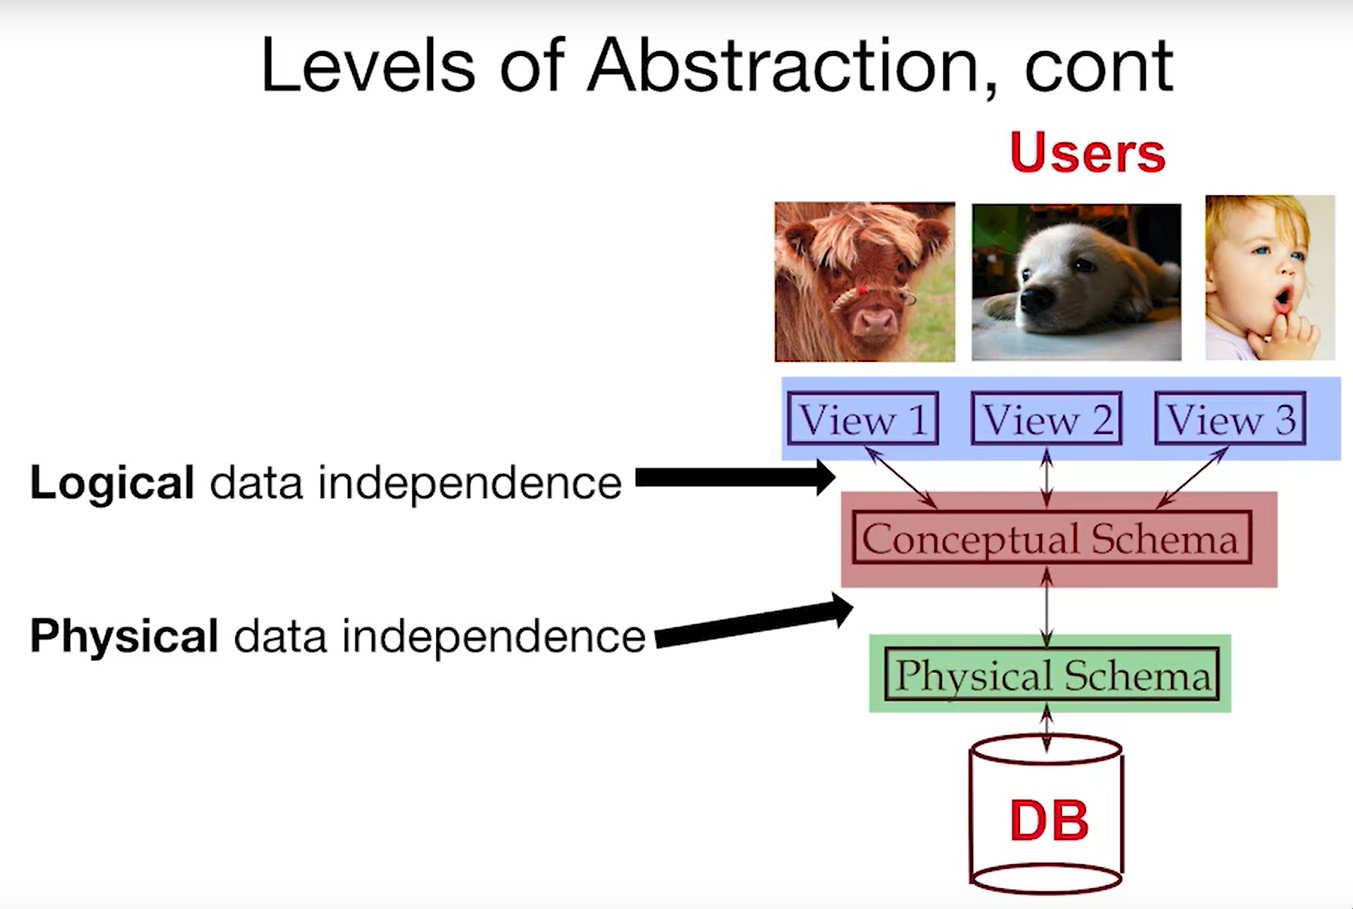 Levels of Abstraction, cont
Users
View 1
View 2
View 3
Logical data independence
Conceptual Schema
Physical data independence
Physical Schema
DB